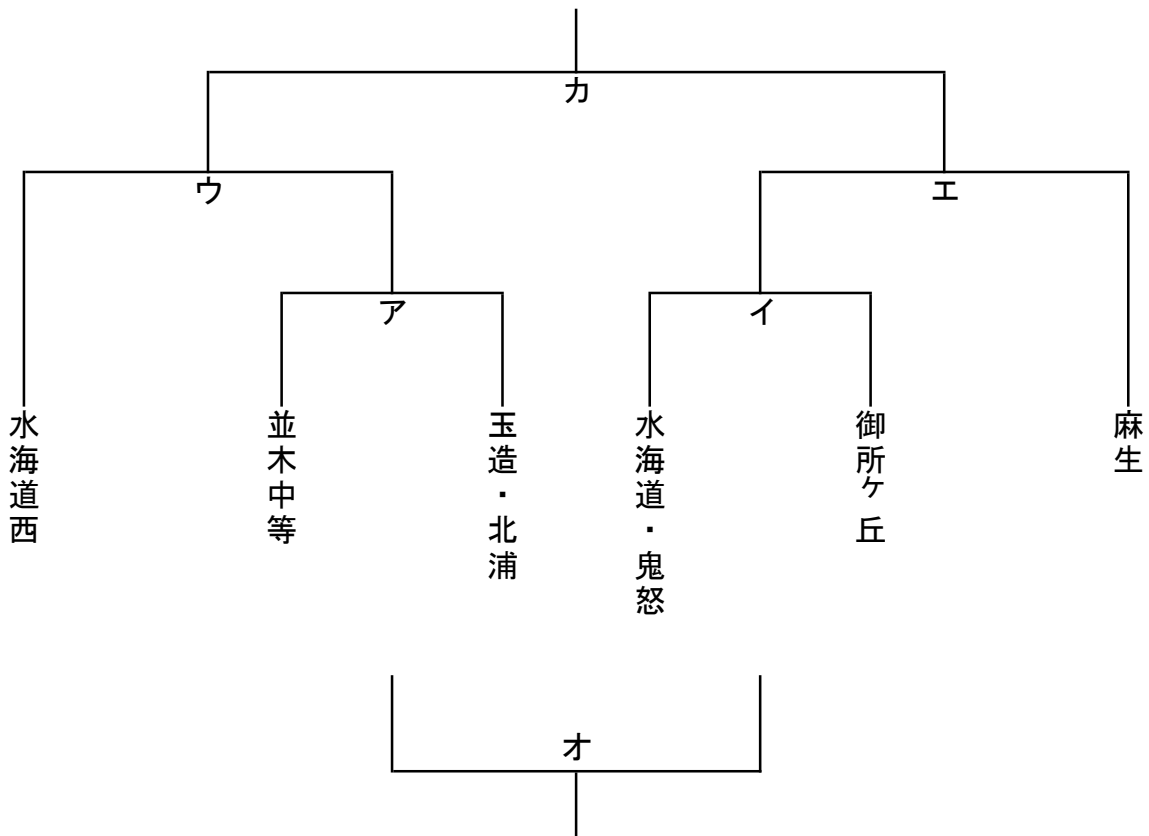 カ
ウ
エ
ア
イ
水海道西
並木中等
玉造・北浦
水海道・鬼怒
御所ケ丘
麻生
オ